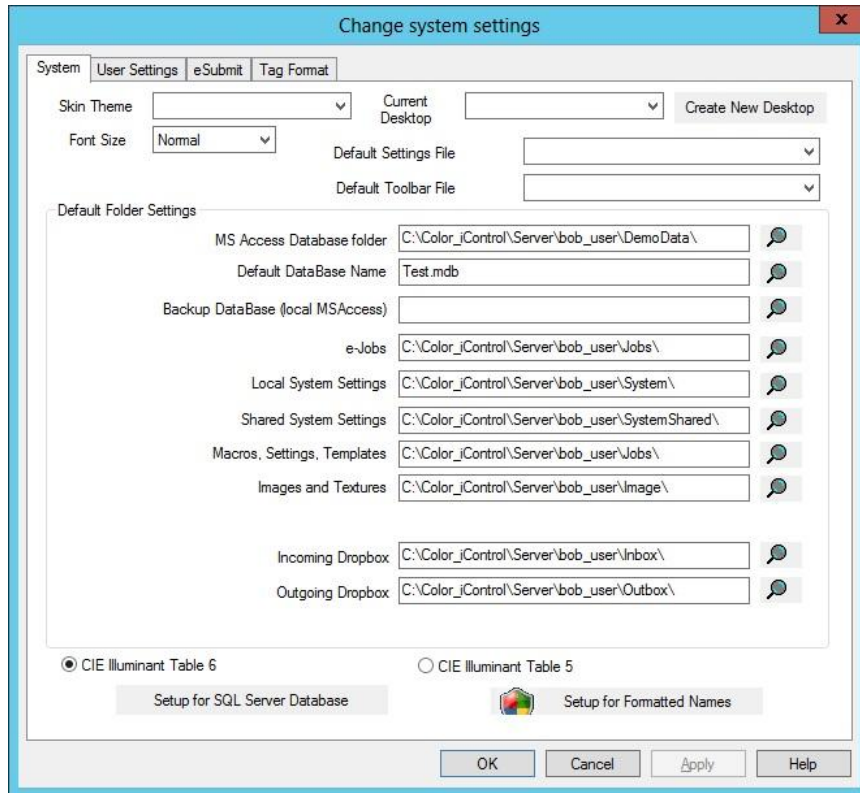 Change system settings
x
System User Settings eSubmit Tag Format
Skin Theme Current Desktop Create New Desktop
Font Size Normal
Default Settings File
Default Toolbar File
Default Folder Settings
MS Access Database folder C:\Color_iControl\Server\bob_user\DemoData\
Default DataBase Name Test.mdb
Backup DataBase (local MSAccess)
e-Jobs C:\Color_iControl\Server\bob_user\Jobs\
Local System Settings C:\Color_iControl\Server\bob_user\System\
Shared System Settings C:\Color_iControl\Server\bob_user\SystemShared\
Macros, Settings, Templates C:\Color_iControl\Server\bob_user\Jobs\
Images and Textures C:\Color_iControl\Server\bob_user\Image\
Incoming Dropbox C:\Color_iControl\Server\bob_user\Inbox\
Outgoing Dropbox C:\Color_iControl\Server\bob_user\Outbox\
CIE Illuminant Table 6 CIE Illuminant Table 5
Setup for SQL Server Database Setup for Formatted Names
OK Cancel Apply Help